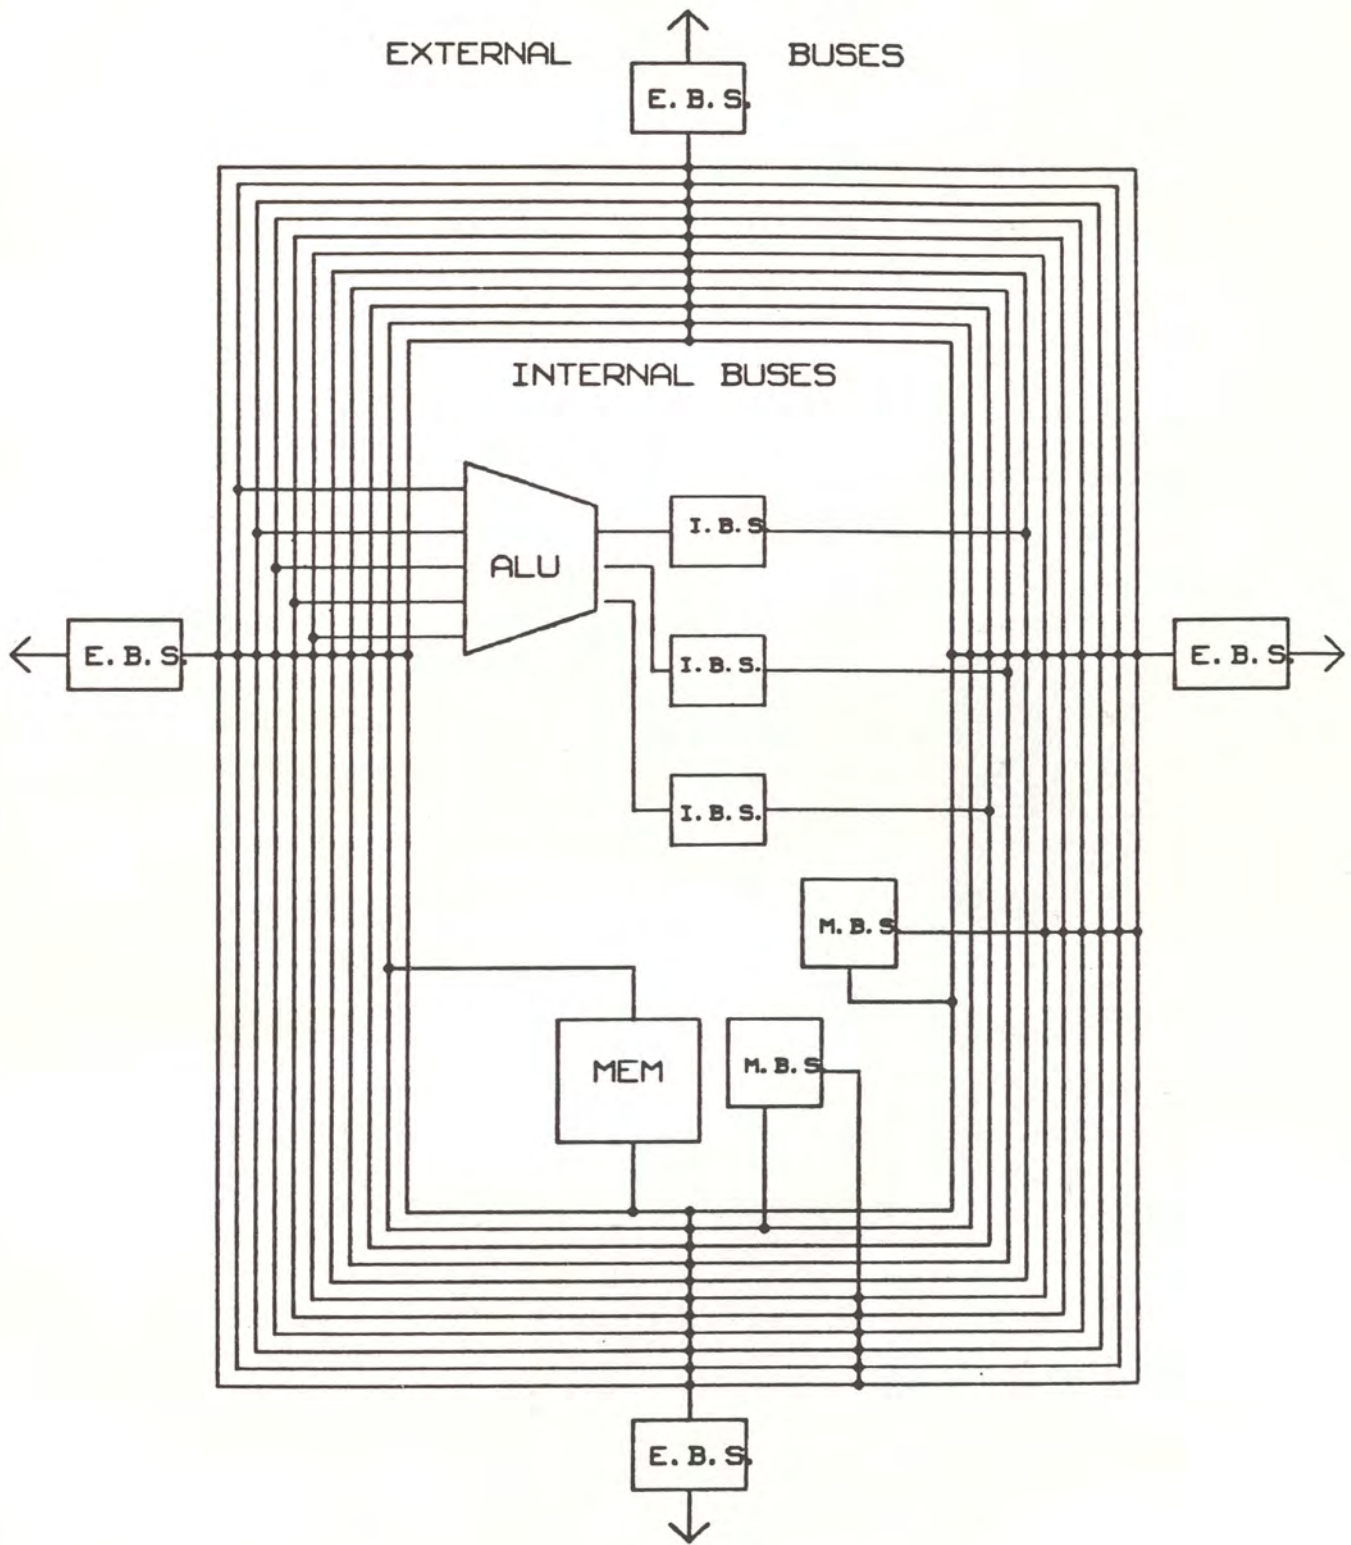 EXTERNAL BUSES
E. B. S.
INTERNAL BUSES
I. B. S.
ALU
I. B. S.
E. B. S.
E. B. S.
I. B. S.
M. B. S.
MEM
M. B. S.
E. B. S.